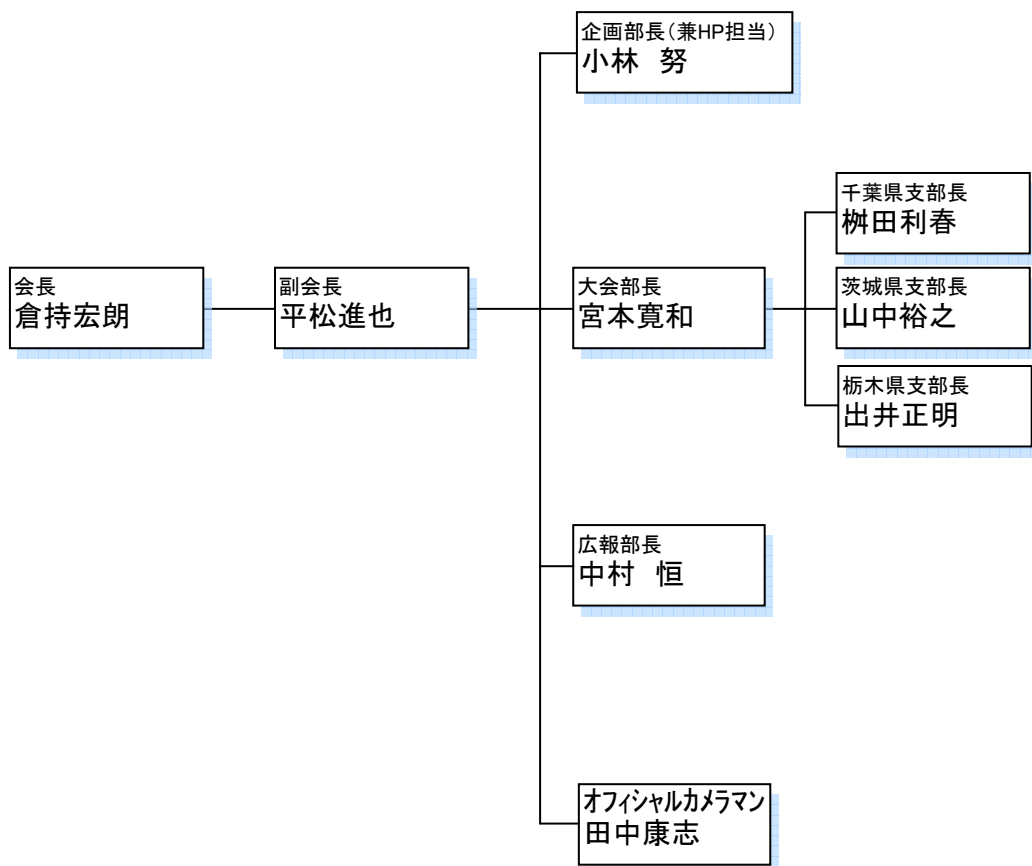 会長
倉持宏朗
副会長
平松進也
企画部長（兼HP担当）
小林　努
大会部長
宮本寛和
千葉県支部長
桝田利春
茨城県支部長
山中裕之
栃木県支部長
出井正明
広報部長
中村　恒
オフィシャルカメラマン
田中康志